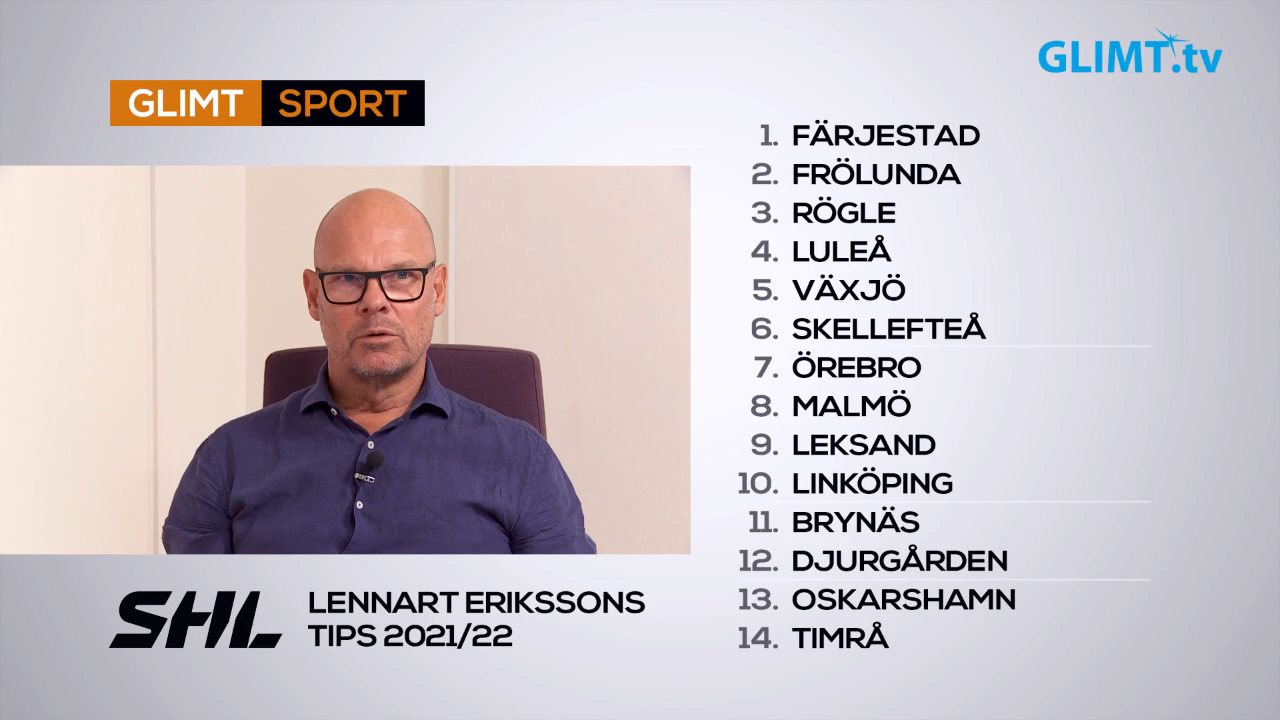 GLIMT.tv
GLIMT SPORT
1. FÄRJESTAD
2. FRÖLUNDA
3. RÖGLE
4. LULEÅ
5. VÄXJÖ
6. SKELLEFTEÅ
7. ÖREBRO
8. MALMÖ
9. LEKSAND
10. LINKÖPING
11. BRYNÄS
12. DJURGÅRDEN
13. OSKARSHAMN
14. TIMRÅ
SHL
LENNART ERIKSSONS
TIPS 2021/22